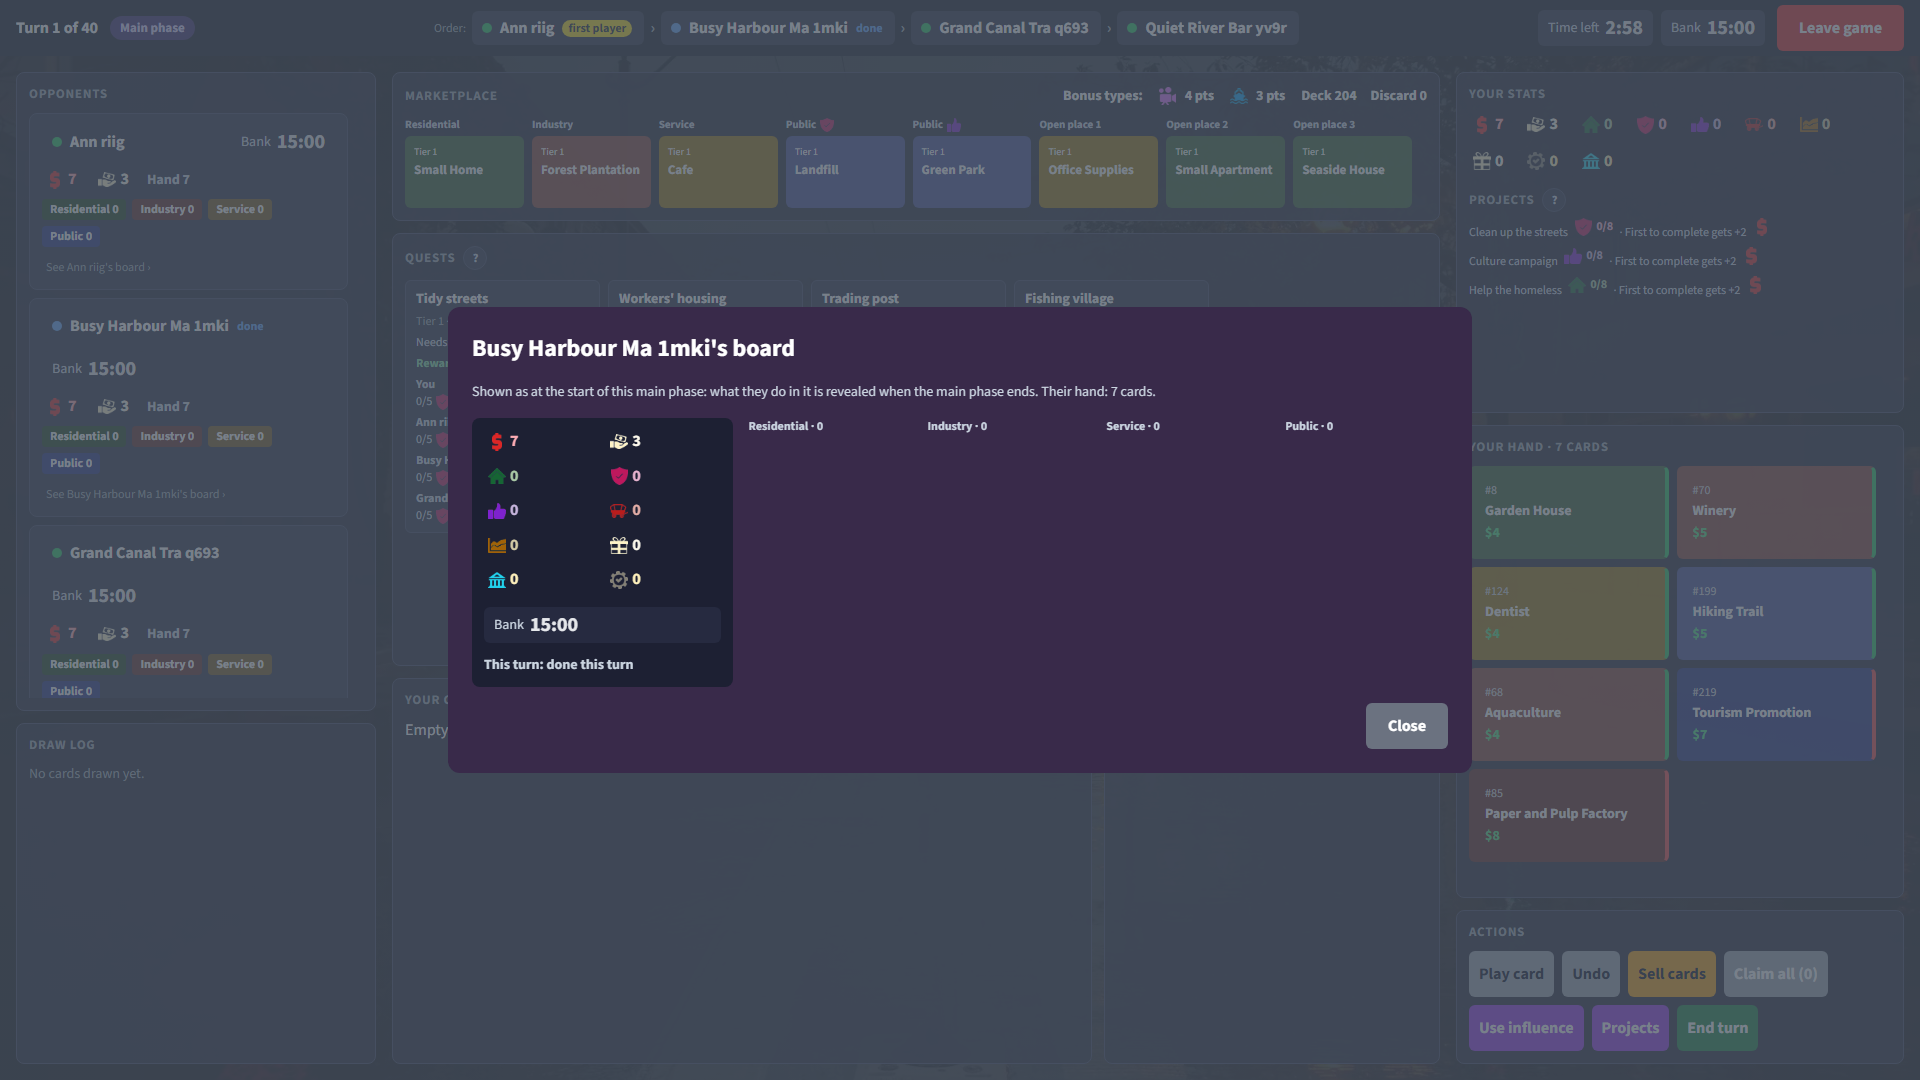 Turn 1 of 40
Main phase
Order:
Ann riig
first player
›
Busy Harbour Ma 1mki
done
›
Grand Canal Tra q693
›
Quiet River Bar yv9r
Time left 2:58
Bank 15:00
Leave game
OPPONENTS
Ann riig
Bank 15:00
7
3
Hand 7
Residential 0
Industry 0
Service 0
Public 0
See Ann riig's board ›
Busy Harbour Ma 1mki
done
Bank 15:00
7
3
Hand 7
Residential 0
Industry 0
Service 0
Public 0
See Busy Harbour Ma 1mki's board ›
Grand Canal Tra q693
Bank 15:00
7
3
Hand 7
Residential 0
Industry 0
Service 0
Public 0
DRAW LOG
No cards drawn yet.
MARKETPLACE
Bonus types:
4 pts
3 pts
Deck 204
Discard 0
Residential
Tier 1
Small Home
Industry
Tier 1
Forest Plantation
Service
Tier 1
Cafe
Public
Tier 1
Landfill
Public
Tier 1
Green Park
Open place 1
Tier 1
Office Supplies
Open place 2
Tier 1
Small Apartment
Open place 3
Tier 1
Seaside House
QUESTS
?
Tidy streets
Workers' housing
Trading post
Fishing village
Tier 1
Needs
Rewar
You
0/5
Ann ri
0/5
Busy H
0/5
Grand
0/5
YOUR C
Empty
Busy Harbour Ma 1mki's board
Shown as at the start of this main phase: what they do in it is revealed when the main phase ends. Their hand: 7 cards.
7
3
0
0
0
0
0
0
0
0
Bank 15:00
This turn: done this turn
Residential · 0
Industry · 0
Service · 0
Public · 0
Close
YOUR STATS
7
3
0
0
0
0
0
0
0
0
PROJECTS
?
Clean up the streets 0/8 · First to complete gets +2
Culture campaign 0/8 · First to complete gets +2
Help the homeless 0/8 · First to complete gets +2
YOUR HAND · 7 CARDS
#8
Garden House
$4
#70
Winery
$5
#124
Dentist
$4
#199
Hiking Trail
$5
#68
Aquaculture
$4
#219
Tourism Promotion
$7
#85
Paper and Pulp Factory
$8
ACTIONS
Play card
Undo
Sell cards
Claim all (0)
Use influence
Projects
End turn